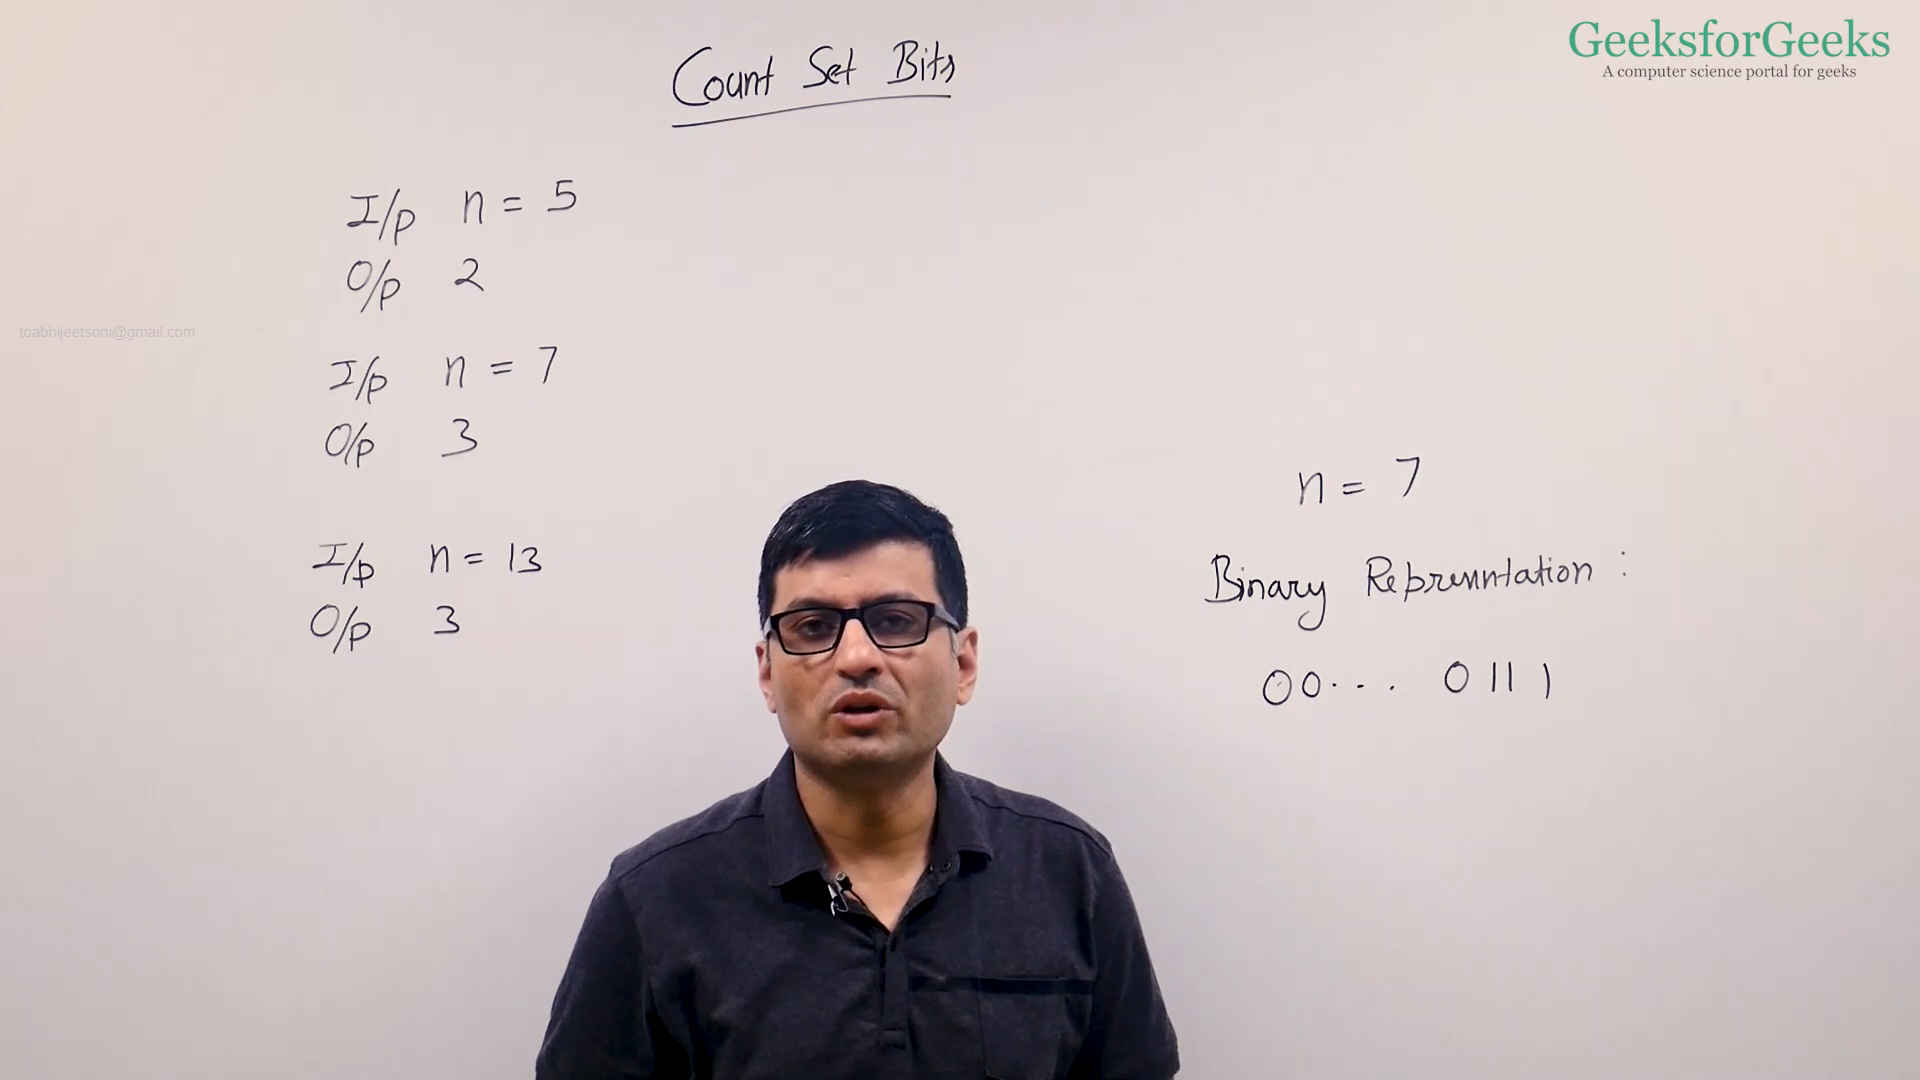 GeeksforGeeks
A computer science portal for geeks
Count Set Bits
I/p n = 5
O/p 2
toabhijeetsoni@gmail.com
I/p n = 7
O/p 3
n = 7
I/p n = 13
Binary Representation :
O/p 3
00... 0111